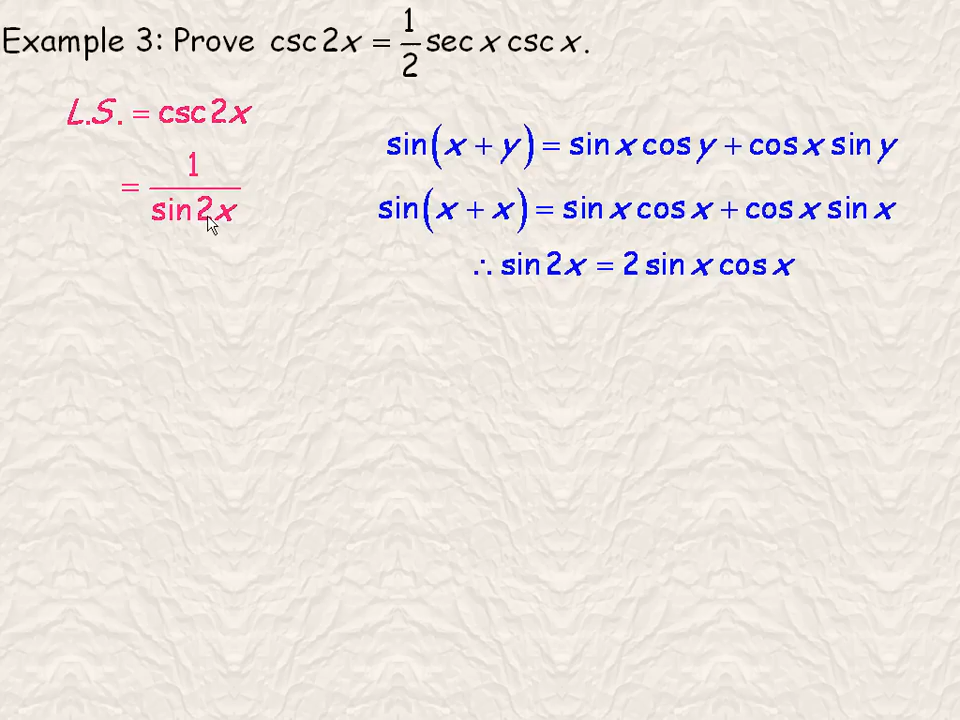 Example 3: Prove csc 2x = 1/2 sec x csc x.
L.S. = csc 2x
= 1/sin 2x
sin(x + y) = sin x cos y + cos x sin y
sin(x + x) = sin x cos x + cos x sin x
∴ sin 2x = 2 sin x cos x